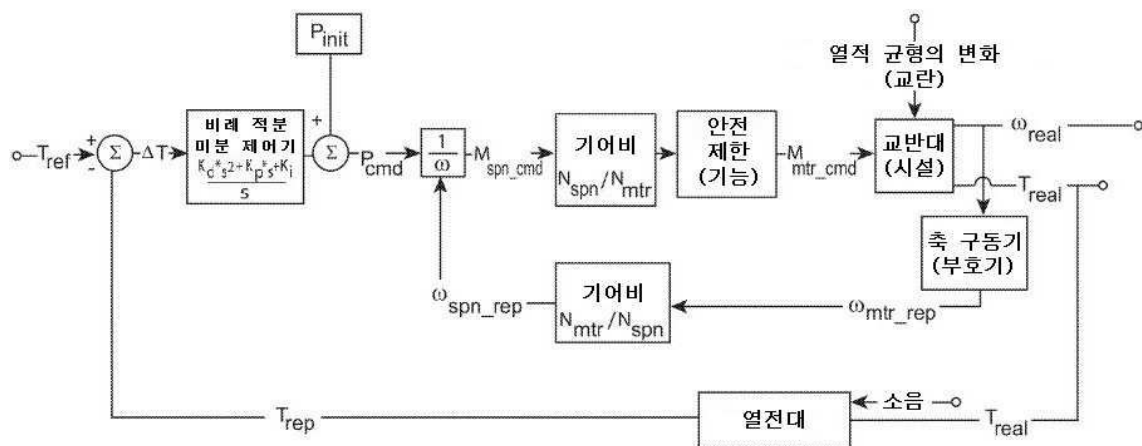 P_init
열적 균형의 변화
(교란)
T_ref
+
-
Σ
ΔT
비례 적분
미분 제어기
K_d*s²+K_p*s+K_i
s
+
Σ
P_cmd
1
ω
M_spn_cmd
기어비
N_spn/N_mtr
안전
제한
(기능)
M_mtr_cmd
교반대
(시설)
ω_real
T_real
축 구동기
(부호기)
ω_spn_rep
기어비
N_mtr/N_spn
ω_mtr_rep
T_rep
열전대
소음
T_real